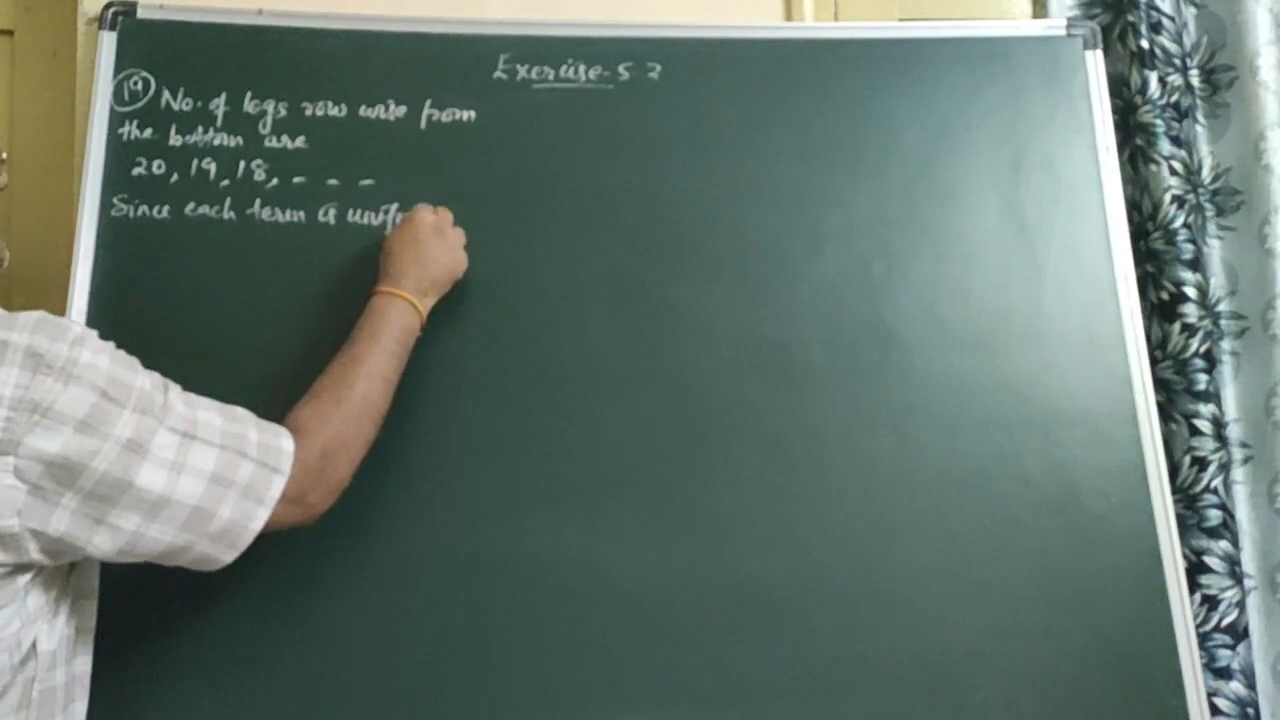 Exercise-5.3
19 No. of logs row wise from
the bottom are
20, 19, 18, - - -
Since each term is